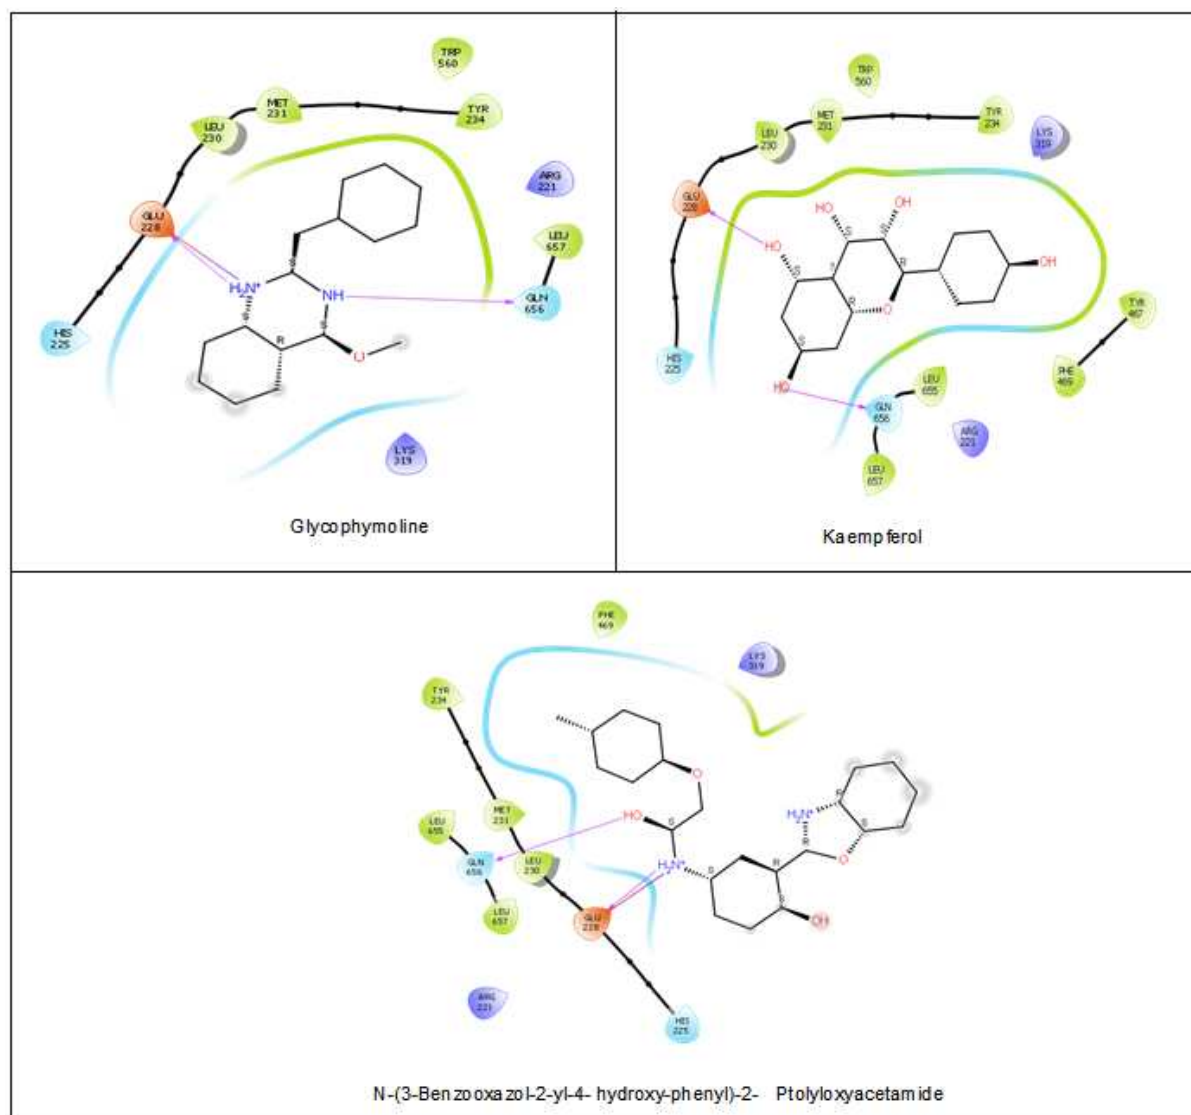 TRP
560
MET
231
TYR
234
LEU
230
ARG
221
GLU
228
LEU
657
H₂N⁺
NH
GLN
656
S
S
S
R
O
HIS
225
LYS
319
Glycophymoline
TRP
560
MET
231
TYR
234
LEU
230
LYS
319
GLU
228
HO
OH
HO
S
S
S
R
OH
R
O
S
TYR
467
HIS
225
HO
LEU
655
PHE
469
GLN
656
ARG
221
LEU
657
Kaempferol
PHE
469
LYS
319
TYR
234
O
MET
231
HO
S
H₂N⁺
R
S
R
O
LEU
655
GLN
656
LEU
230
H₂N⁺
S
R
S
OH
LEU
657
GLU
228
ARG
221
HIS
225
N-(3-Benzooxazol-2-yl-4- hydroxy-phenyl)-2- Ptolyloxyacetamide